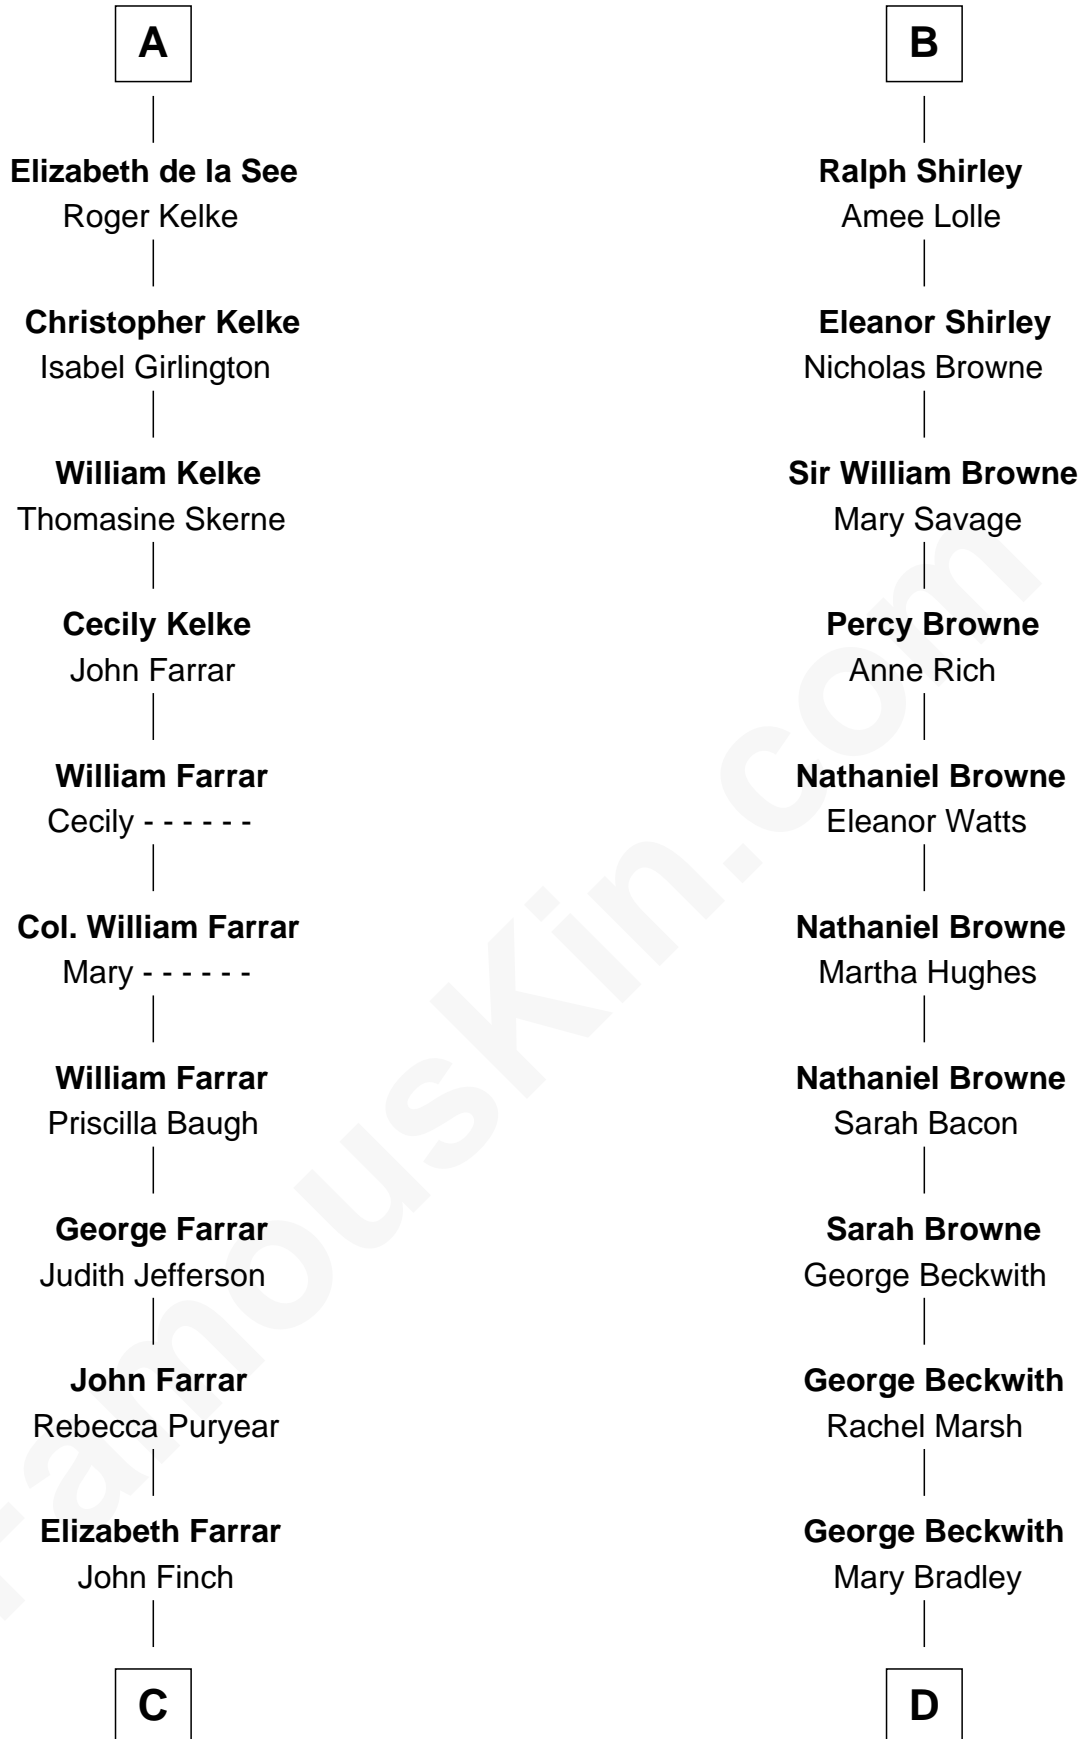 A
Elizabeth de la See
Roger Kelke
Christopher Kelke
Isabel Girlington
William Kelke
Thomasine Skerne
Cecily Kelke
John Farrar
William Farrar
Cecily - - - - - -
Col. William Farrar
Mary - - - - - -
William Farrar
Priscilla Baugh
George Farrar
Judith Jefferson
John Farrar
Rebecca Puryear
Elizabeth Farrar
John Finch
C
B
Ralph Shirley
Amee Lolle
Eleanor Shirley
Nicholas Browne
Sir William Browne
Mary Savage
Percy Browne
Anne Rich
Nathaniel Browne
Eleanor Watts
Nathaniel Browne
Martha Hughes
Nathaniel Browne
Sarah Bacon
Sarah Browne
George Beckwith
George Beckwith
Rachel Marsh
George Beckwith
Mary Bradley
D
FamousKin.com